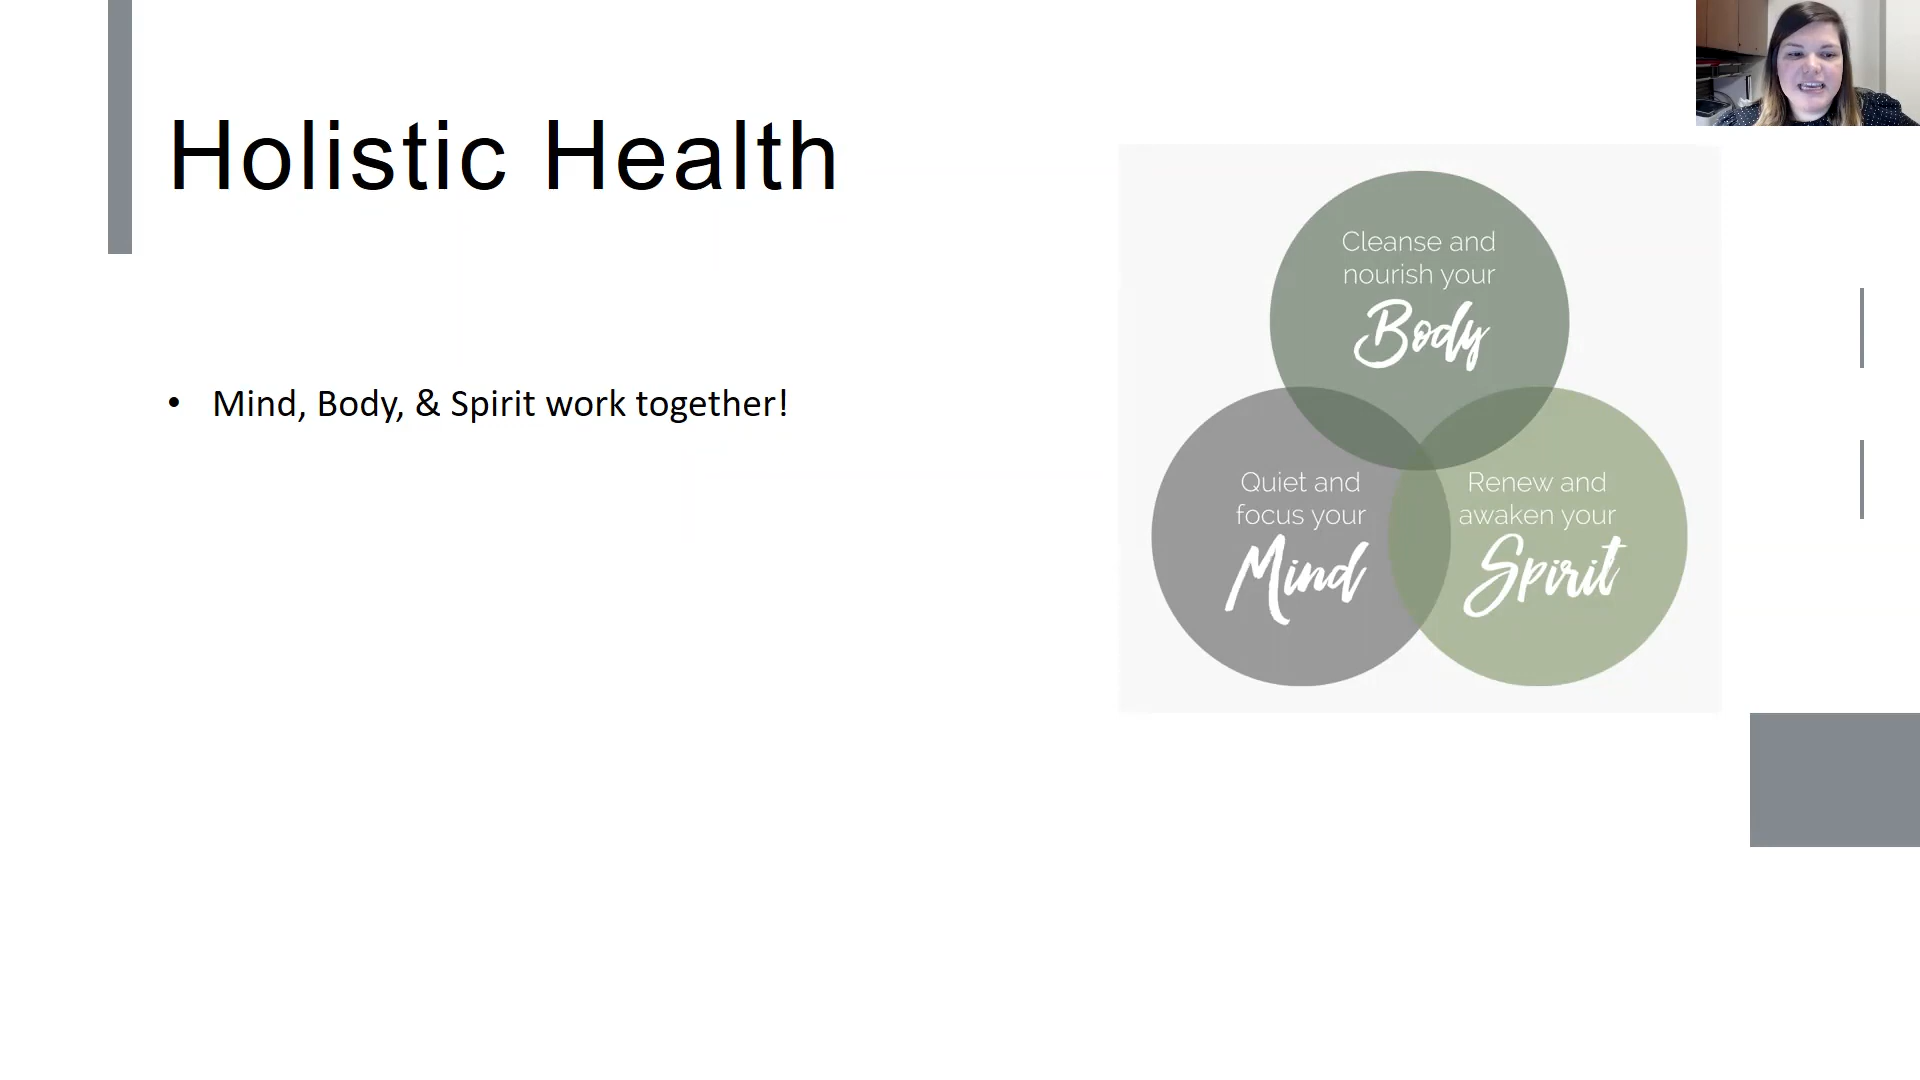 Holistic Health
• Mind, Body, & Spirit work together!
Cleanse and
nourish your
Body
Quiet and
focus your
Mind
Renew and
awaken your
Spirit